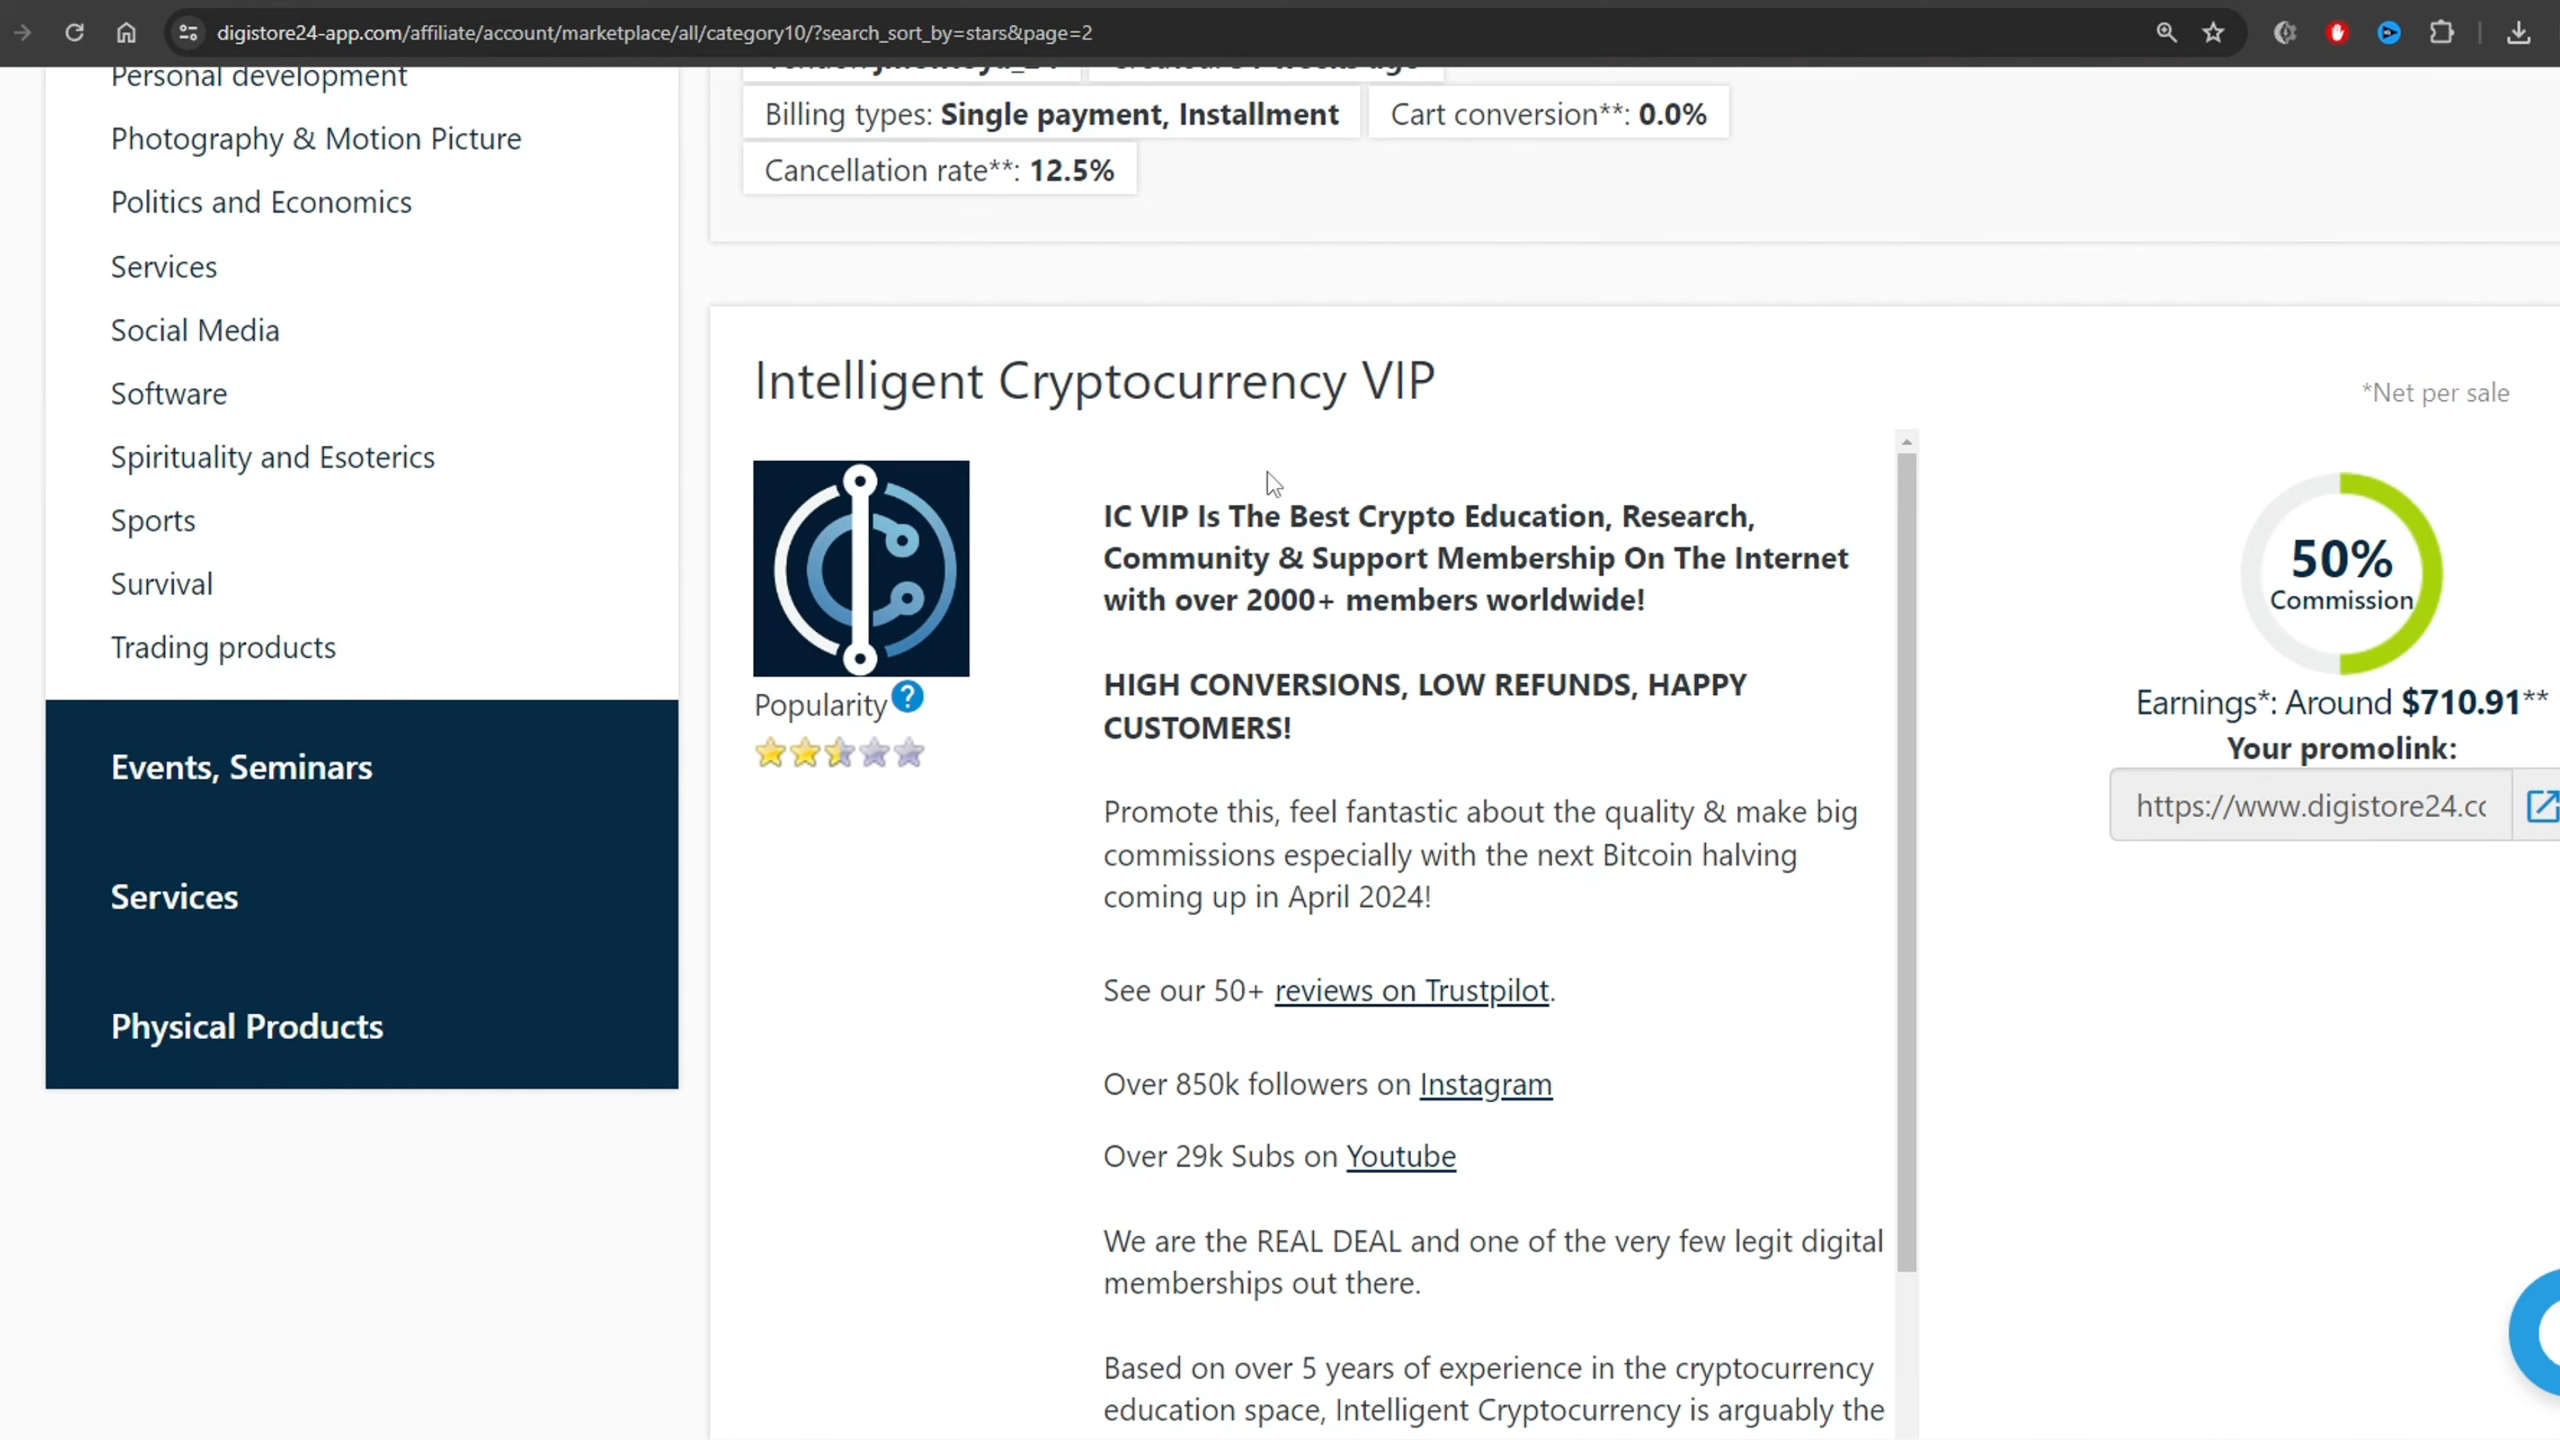 digistore24-app.com/affiliate/account/marketplace/all/category10/?search_sort_by=stars&page=2
Personal development
Photography & Motion Picture
Politics and Economics
Services
Social Media
Software
Spirituality and Esoterics
Sports
Survival
Trading products
Events, Seminars
Services
Physical Products
Billing types: Single payment, Installment
Cart conversion**: 0.0%
Cancellation rate**: 12.5%
Intelligent Cryptocurrency VIP
*Net per sale
IC VIP Is The Best Crypto Education, Research,
Community & Support Membership On The Internet
with over 2000+ members worldwide!
HIGH CONVERSIONS, LOW REFUNDS, HAPPY
CUSTOMERS!
Popularity
?
Promote this, feel fantastic about the quality & make big
commissions especially with the next Bitcoin halving
coming up in April 2024!
See our 50+ reviews on Trustpilot.
Over 850k followers on Instagram
Over 29k Subs on Youtube
We are the REAL DEAL and one of the very few legit digital
memberships out there.
Based on over 5 years of experience in the cryptocurrency
education space, Intelligent Cryptocurrency is arguably the
50%
Commission
Earnings*: Around $710.91**
Your promolink:
https://www.digistore24.cc